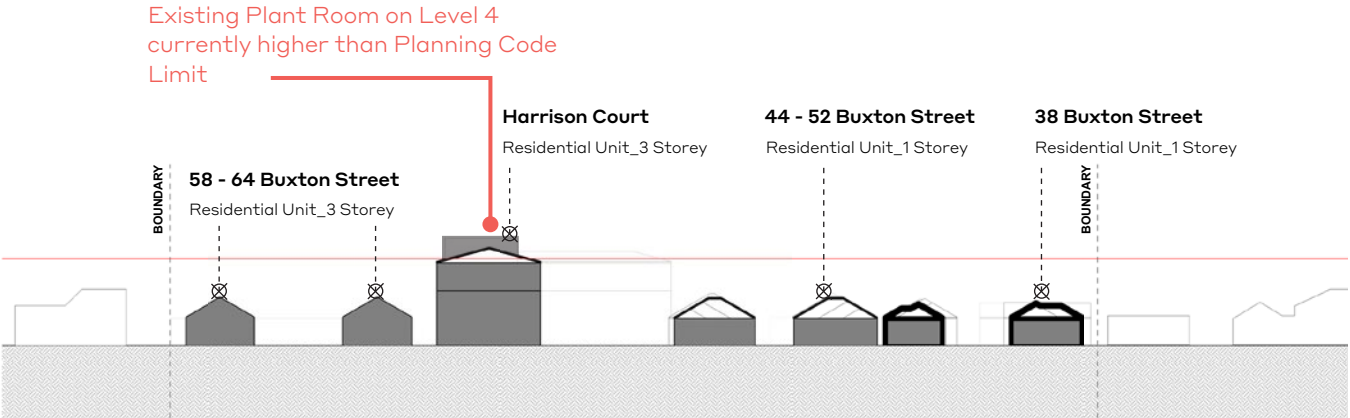 Existing Plant Room on Level 4
currently higher than Planning Code
Limit
Harrison Court
Residential Unit_3 Storey
44 - 52 Buxton Street
Residential Unit_1 Storey
38 Buxton Street
Residential Unit_1 Storey
BOUNDARY
58 - 64 Buxton Street
Residential Unit_3 Storey
BOUNDARY